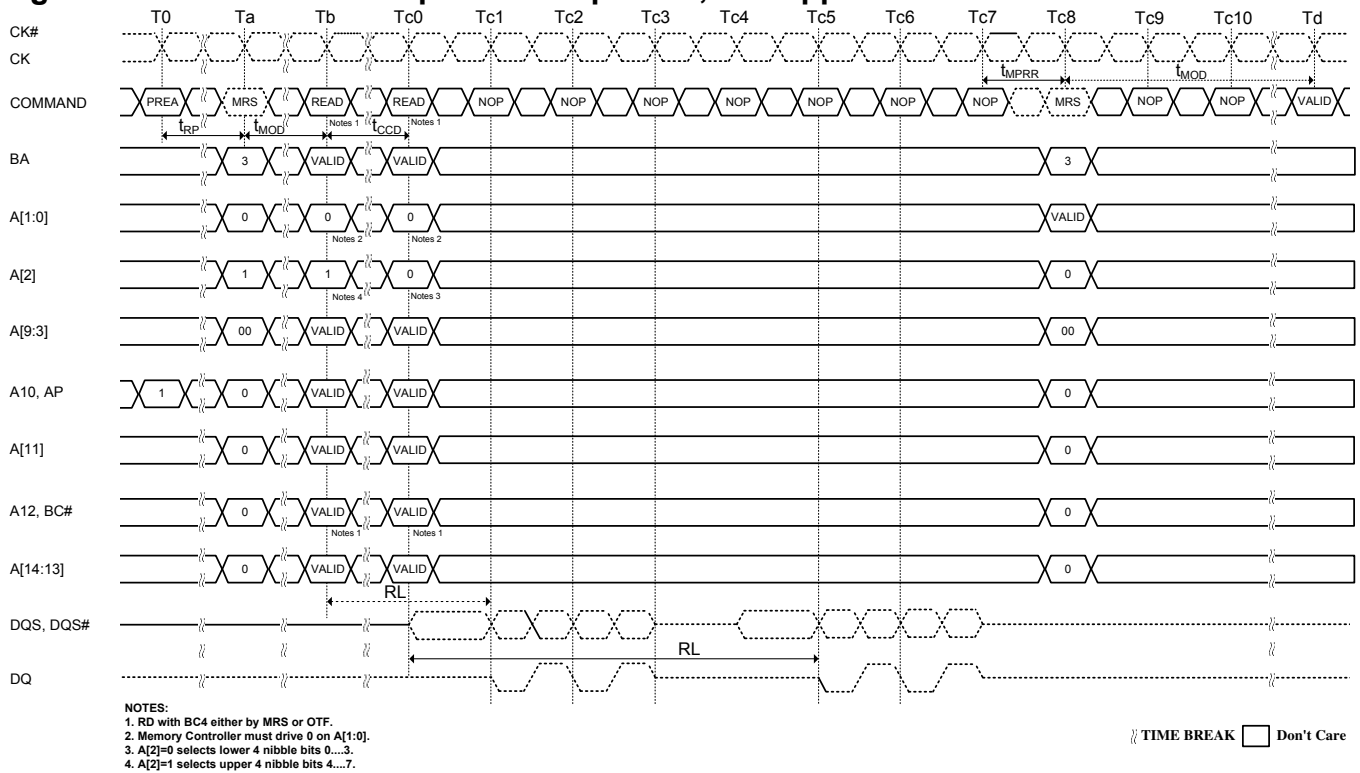 T0 Ta Tb Tc0 Tc1 Tc2 Tc3 Tc4 Tc5 Tc6 Tc7 Tc8 Tc9 Tc10 Td
CK#
CK
tMPRR tMOD
COMMAND PREA MRS READ READ NOP NOP NOP NOP NOP NOP NOP MRS NOP NOP VALID
Notes 1 Notes 1
tRP tMOD tCCD
BA 3 VALID VALID 3
A[1:0] 0 0 0 VALID
Notes 2 Notes 2
A[2] 1 1 0 0
Notes 4 Notes 3
A[9:3] 00 VALID VALID 00
A10, AP 1 0 VALID VALID 0
A[11] 0 VALID VALID 0
A12, BC# 0 VALID VALID 0
Notes 1 Notes 1
A[14:13] 0 VALID VALID 0
RL
DQS, DQS#
RL
DQ
NOTES:
1. RD with BC4 either by MRS or OTF.
2. Memory Controller must drive 0 on A[1:0].
3. A[2]=0 selects lower 4 nibble bits 0....3.
4. A[2]=1 selects upper 4 nibble bits 4....7.
TIME BREAK Don't Care